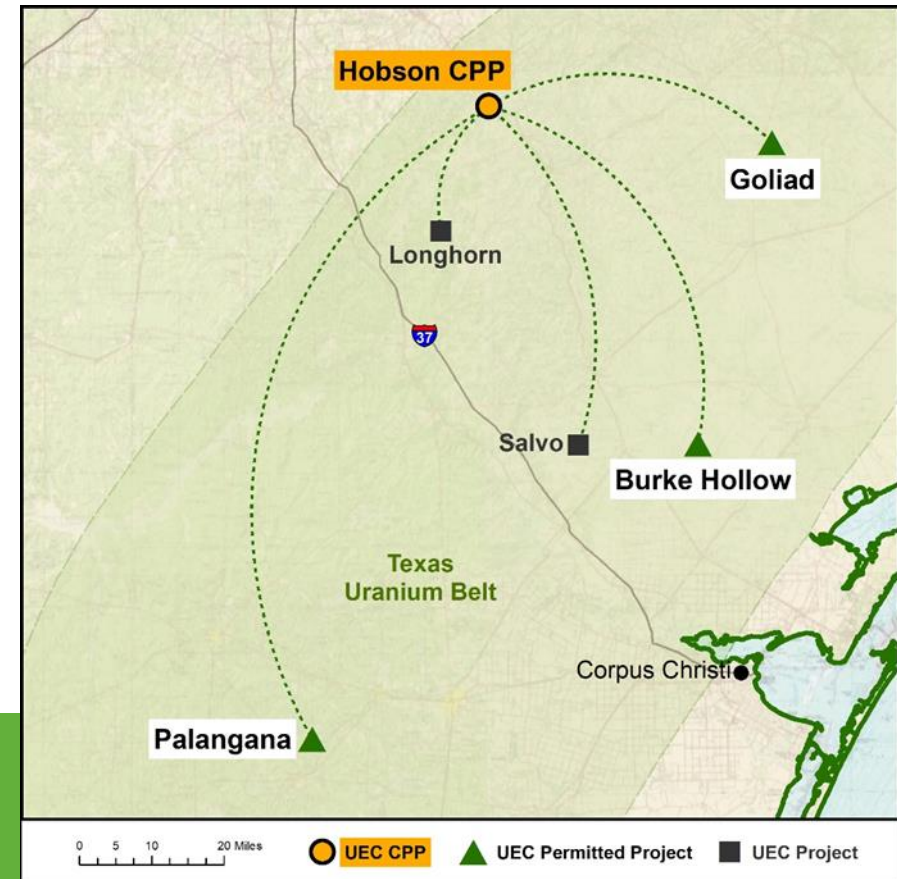 Hobson CPP
Goliad
Longhorn
37
Salvo
Burke Hollow
Texas
Uranium Belt
Corpus Christi
Palangana
0 5 10 20 Miles
UEC CPP
UEC Permitted Project
UEC Project